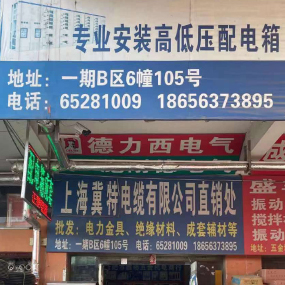 专业安装高低压配电箱
地址：一期B区6幢105号
电话：65281009 18656373895
德力西电气
上海冀特电缆有限公司直销处
批发：电力金具、绝缘材料、成套辅材等
地址：一期B区6幢105号 电话：65281009 18656373895
盛
振动
搅拌
振动